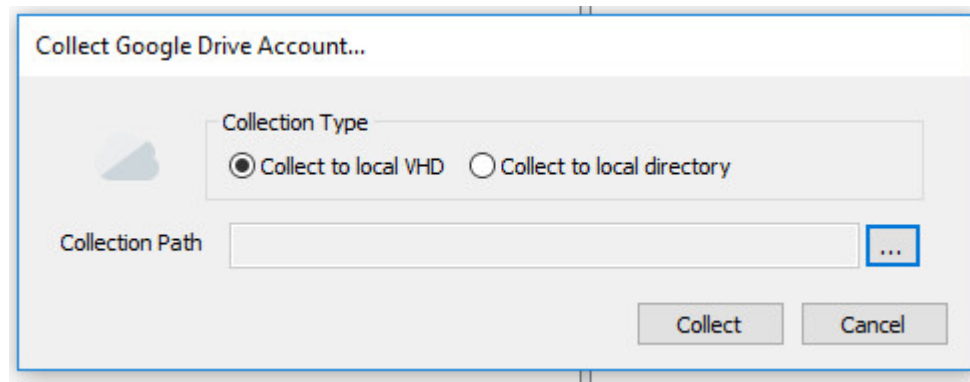 Collect Google Drive Account...
Collection Type
Collect to local VHD Collect to local directory
Collection Path ...
Collect Cancel